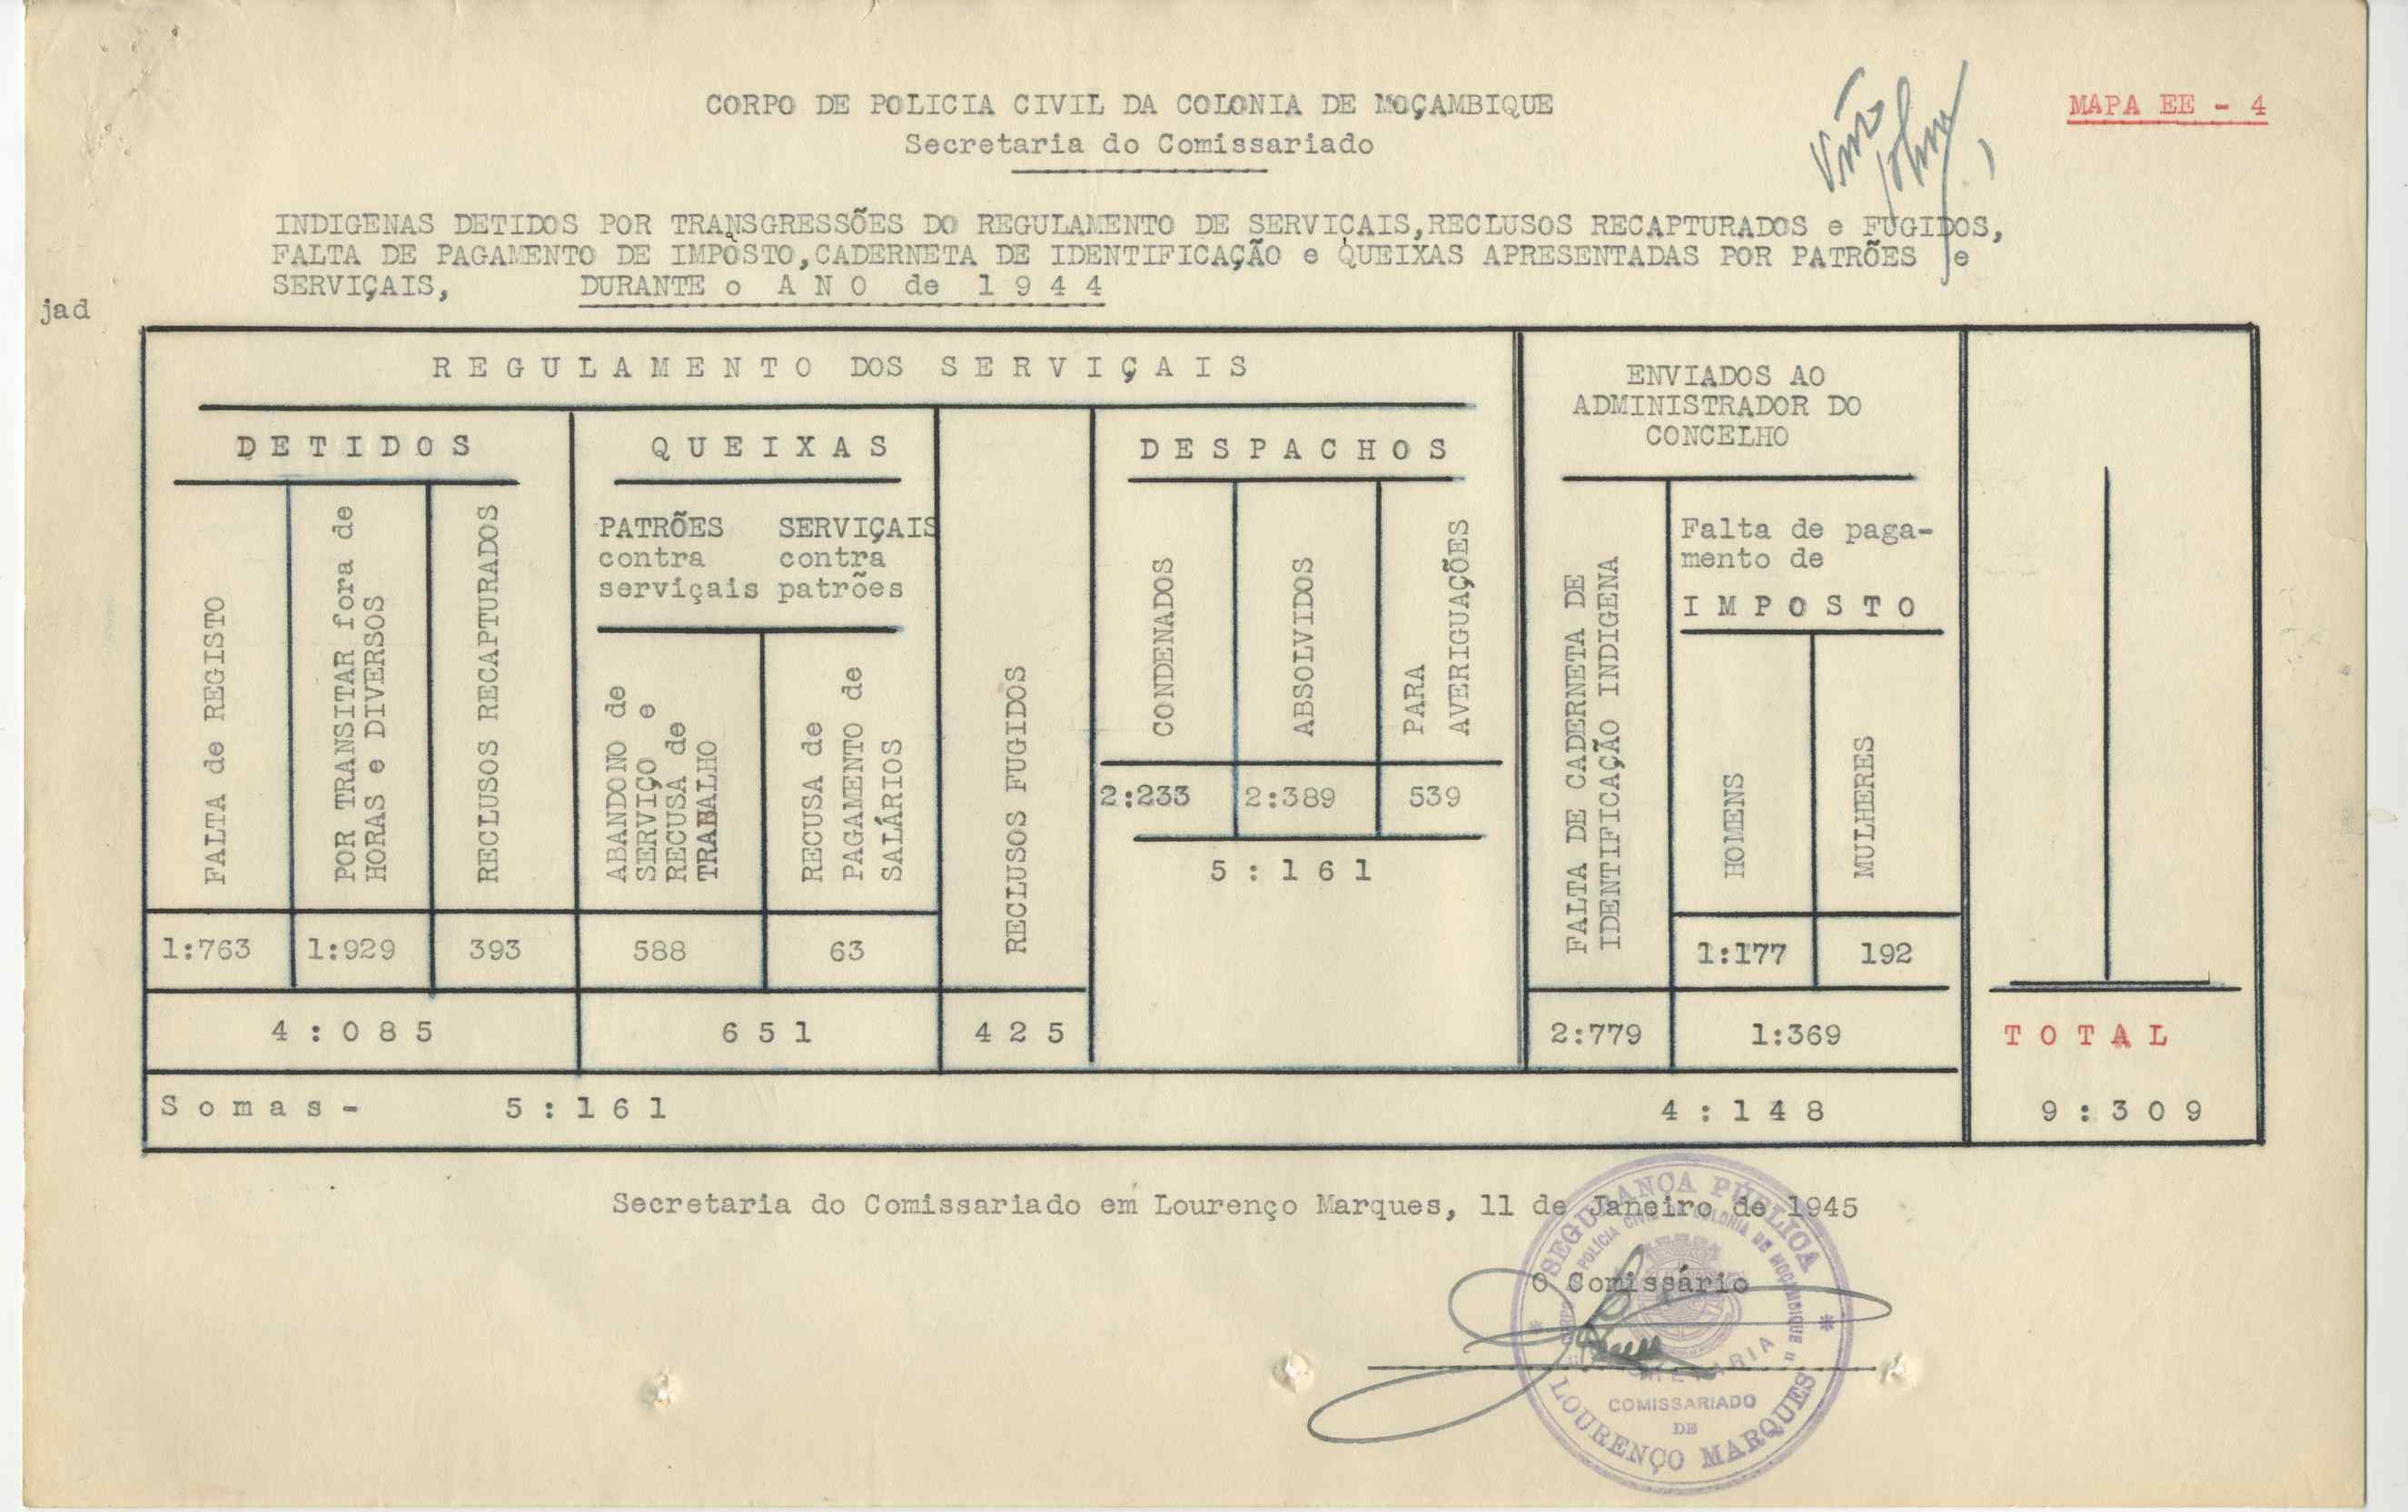 CORPO DE POLICIA CIVIL DA COLONIA DE MOÇAMBIQUE
Secretaria do Comissariado
MAPA EE - 4
INDIGENAS DETIDOS POR TRANSGRESSÕES DO REGULAMENTO DE SERVIÇAIS,RECLUSOS RECAPTURADOS e FUGIDOS,
FALTA DE PAGAMENTO DE IMPOSTO,CADERNETA DE IDENTIFICAÇÃO e QUEIXAS APRESENTADAS POR PATRÕES e
SERVIÇAIS, DURANTE o A N O de 1 9 4 4
jad
R E G U L A M E N T O DOS S E R V I Ç A I S
D E T I D O S
FALTA de REGISTO
POR TRANSITAR fora de
HORAS e DIVERSOS
RECLUSOS RECAPTURADOS
Q U E I X A S
PATRÕES SERVIÇAIS
contra contra
serviçais patrões
ABANDONO de
SERVIÇO e
RECUSA de
TRABALHO
RECUSA de
PAGAMENTO de
SALÁRIOS
RECLUSOS FUGIDOS
D E S P A C H O S
CONDENADOS
ABSOLVIDOS
PARA
AVERIGUAÇÕES
2:233 2:389 539
5 : 1 6 1
ENVIADOS AO
ADMINISTRADOR DO
CONCELHO
FALTA DE CADERNETA DE
IDENTIFICAÇÃO INDIGENA
Falta de paga-
mento de
I M P O S T O
HOMENS
MULHERES
1:763 1:929 393 588 63 1:177 192
4 : 0 8 5 6 5 1 4 2 5 2:779 1:369 T O T A L
S o m a s - 5 : 1 6 1 4 : 1 4 8 9 : 3 0 9
Secretaria do Comissariado em Lourenço Marques, 11 de Janeiro de 1945
O Comissário
SEGURANÇA PÚBLICA
POLÍCIA CIVIL DA COLONIA DE MOÇAMBIQUE
COMISSARIADO
DE
LOURENÇO MARQUES